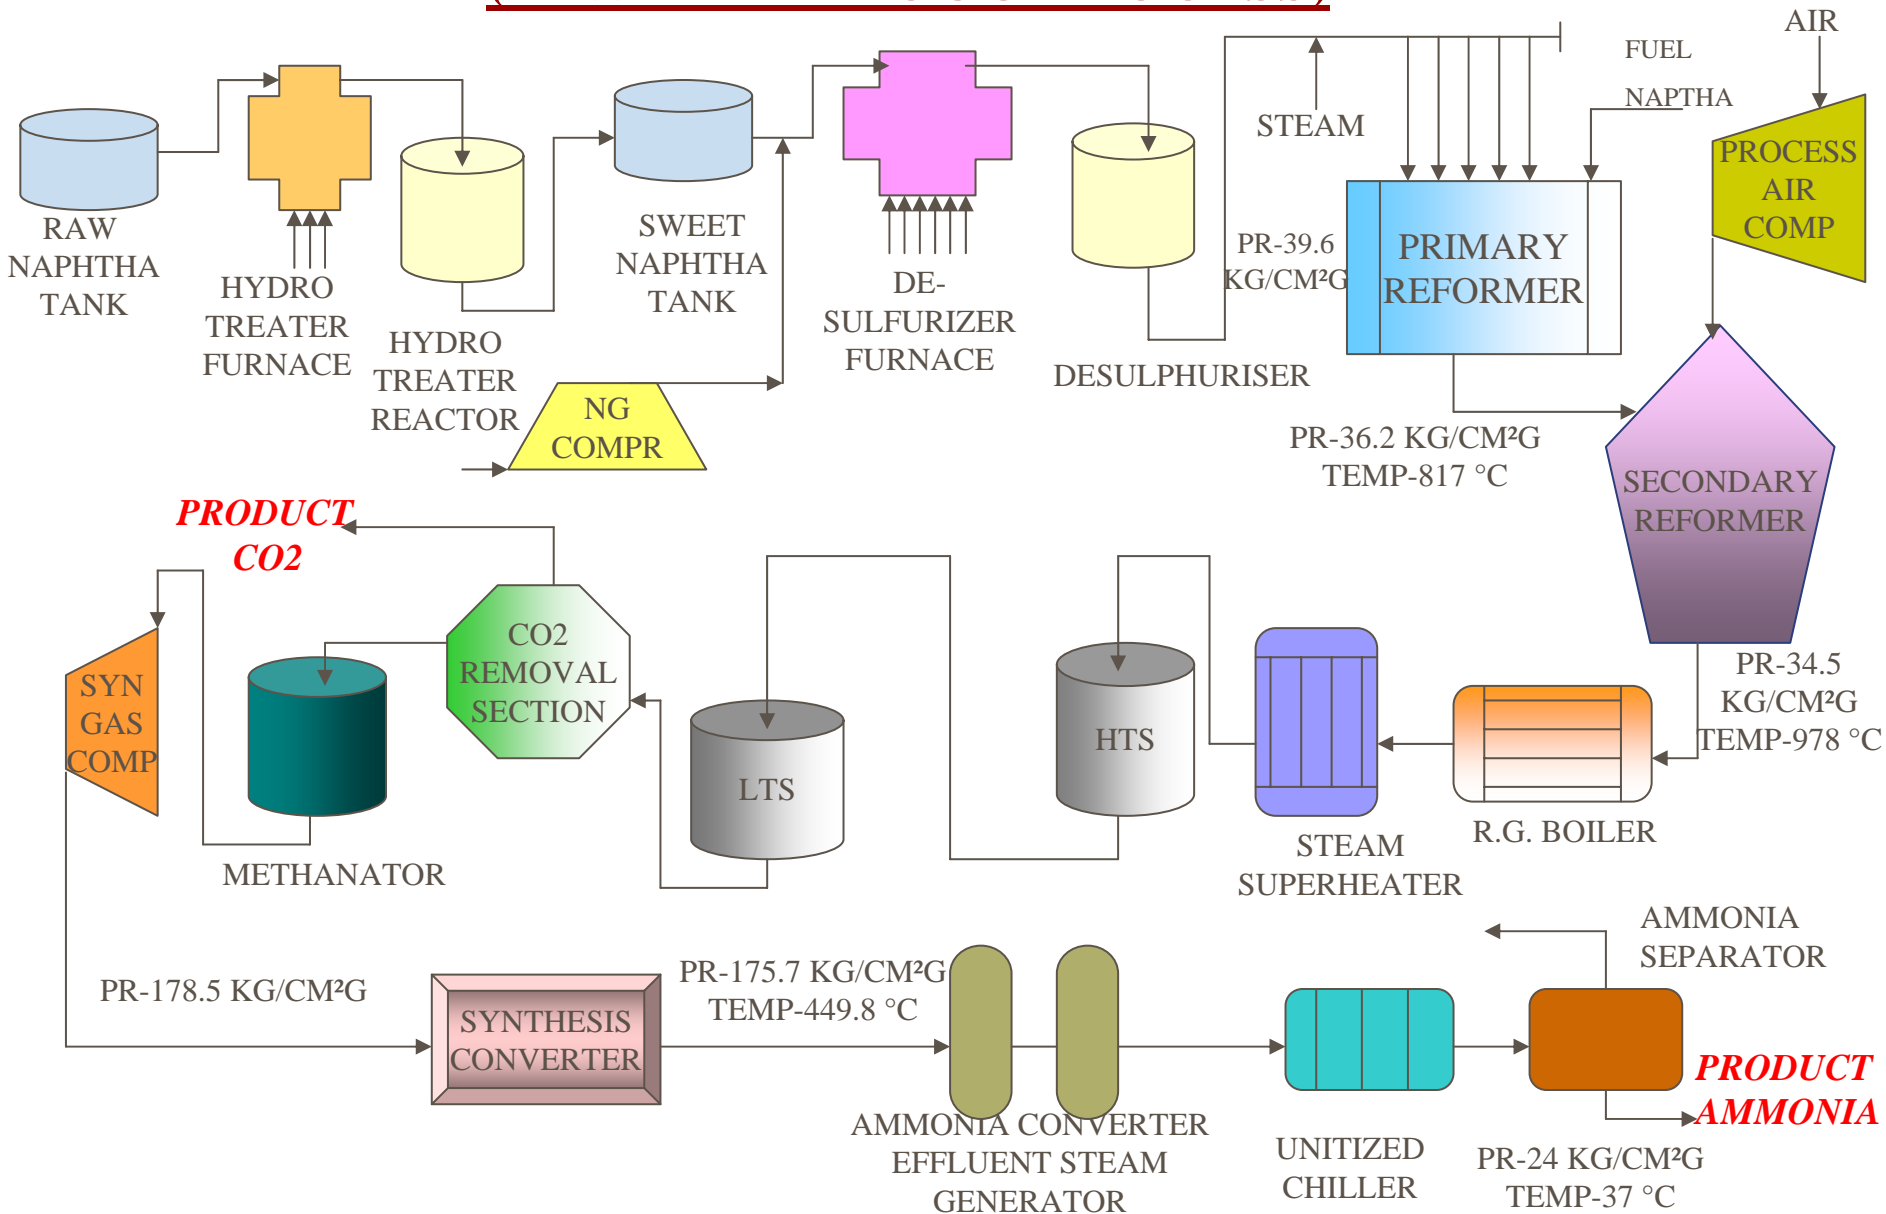 AIR
FUEL
NAPTHA
STEAM
PROCESS
AIR
COMP
RAW
NAPHTHA
TANK
HYDRO
TREATER
FURNACE
HYDRO
TREATER
REACTOR
SWEET
NAPHTHA
TANK
NG
COMPR
DE-
SULFURIZER
FURNACE
DESULPHURISER
PR-39.6
KG/CM²G
PRIMARY
REFORMER
PR-36.2 KG/CM²G
TEMP-817 °C
SECONDARY
REFORMER
PR-34.5
KG/CM²G
TEMP-978 °C
R.G. BOILER
STEAM
SUPERHEATER
HTS
LTS
CO2
REMOVAL
SECTION
PRODUCT
CO2
METHANATOR
SYN
GAS
COMP
PR-178.5 KG/CM²G
SYNTHESIS
CONVERTER
PR-175.7 KG/CM²G
TEMP-449.8 °C
AMMONIA CONVERTER
EFFLUENT STEAM
GENERATOR
UNITIZED
CHILLER
AMMONIA
SEPARATOR
PRODUCT
AMMONIA
PR-24 KG/CM²G
TEMP-37 °C